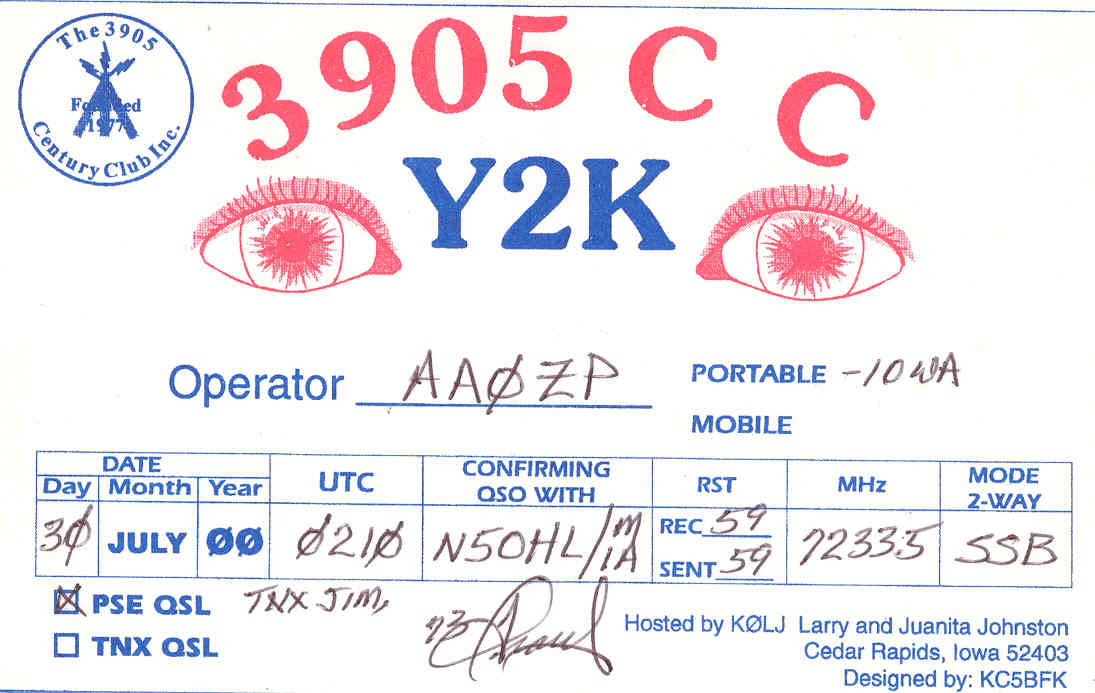 The 3905
Founded
1977
Century Club Inc.
3905 C C
Y2K
Operator AAØZP
PORTABLE -IOWA
MOBILE
DATE
Day Month Year
UTC
CONFIRMING
QSO WITH
RST
MHz
MODE
2-WAY
3Ø JULY ØØ
Ø21Ø
N5OHL/M
IA
REC 59
SENT 59
72335
SSB
☒ PSE QSL TNX JIM,
☐ TNX QSL
73
Hosted by KØLJ Larry and Juanita Johnston
Cedar Rapids, Iowa 52403
Designed by: KC5BFK